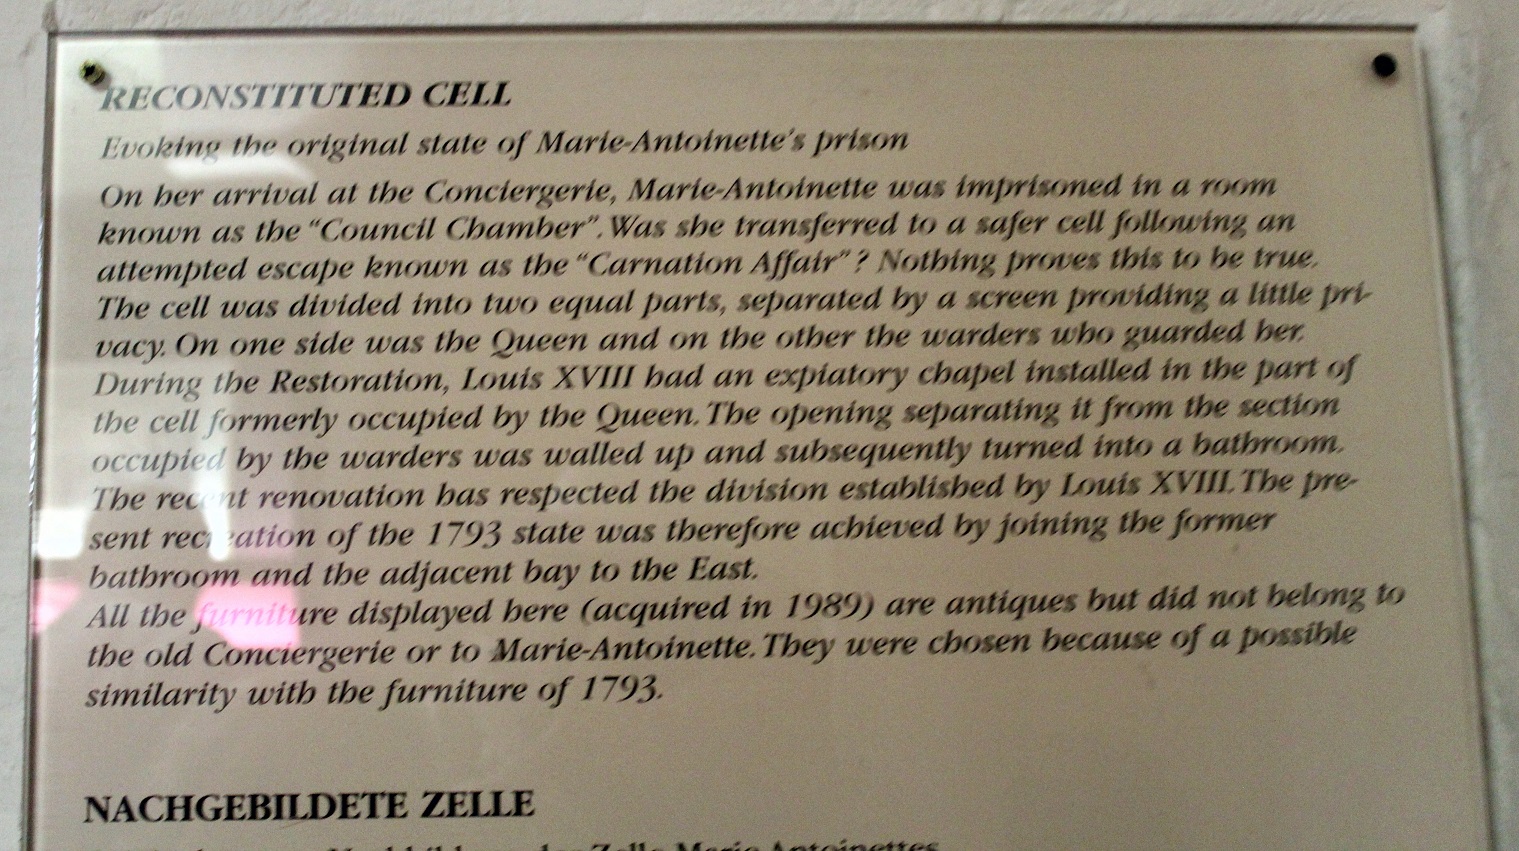 RECONSTITUTED CELL
Evoking the original state of Marie-Antoinette's prison
On her arrival at the Conciergerie, Marie-Antoinette was imprisoned in a room
known as the “Council Chamber”. Was she transferred to a safer cell following an
attempted escape known as the “Carnation Affair”? Nothing proves this to be true.
The cell was divided into two equal parts, separated by a screen providing a little pri-
vacy. On one side was the Queen and on the other the warders who guarded her.
During the Restoration, Louis XVIII had an expiatory chapel installed in the part of
the cell formerly occupied by the Queen. The opening separating it from the section
occupied by the warders was walled up and subsequently turned into a bathroom.
The recent renovation has respected the division established by Louis XVIII. The pre-
sent recreation of the 1793 state was therefore achieved by joining the former
bathroom and the adjacent bay to the East.
All the furniture displayed here (acquired in 1989) are antiques but did not belong to
the old Conciergerie or to Marie-Antoinette. They were chosen because of a possible
similarity with the furniture of 1793.
NACHGEBILDETE ZELLE
Zelle Marie Antoinettes